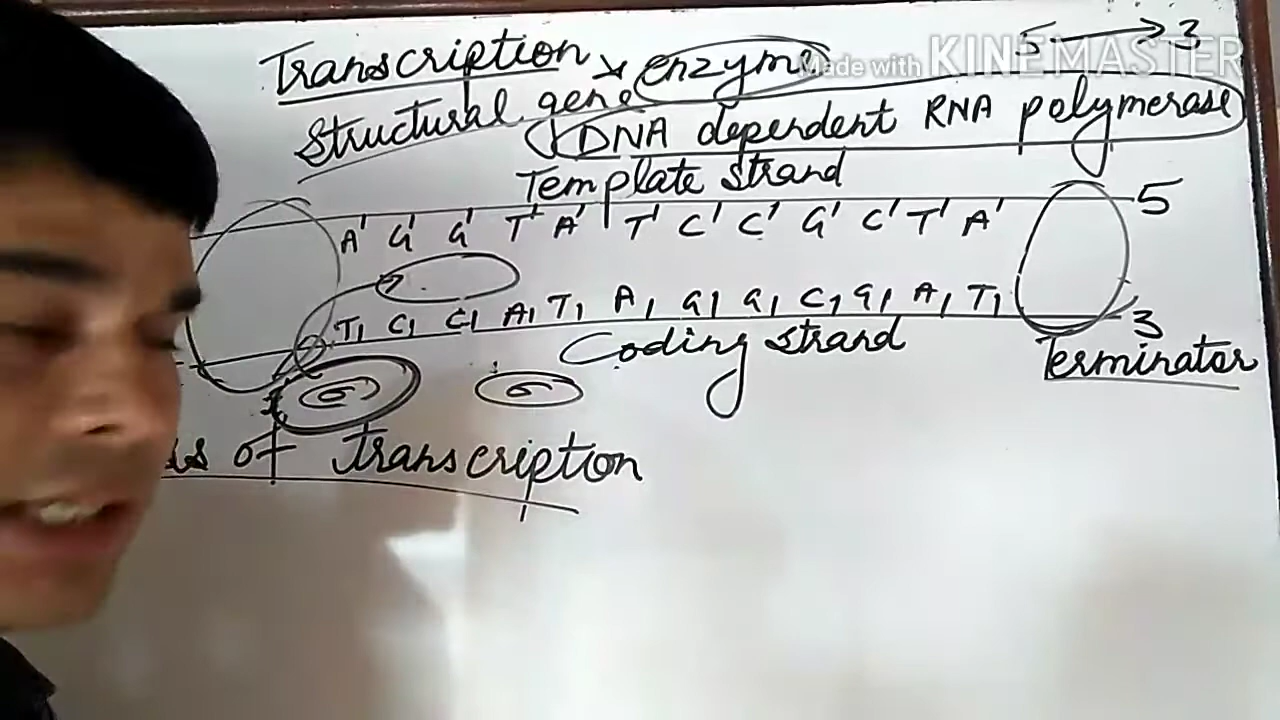 Transcription enzyme 5 → 3
Made with KINEMASTER
Structural gene
DNA dependent RNA polymerase
Template strand
5
A G G T A T C C G C T A
T C C A T A G G C G A T
3
Coding strand
Terminator
σ σ
of Transcription